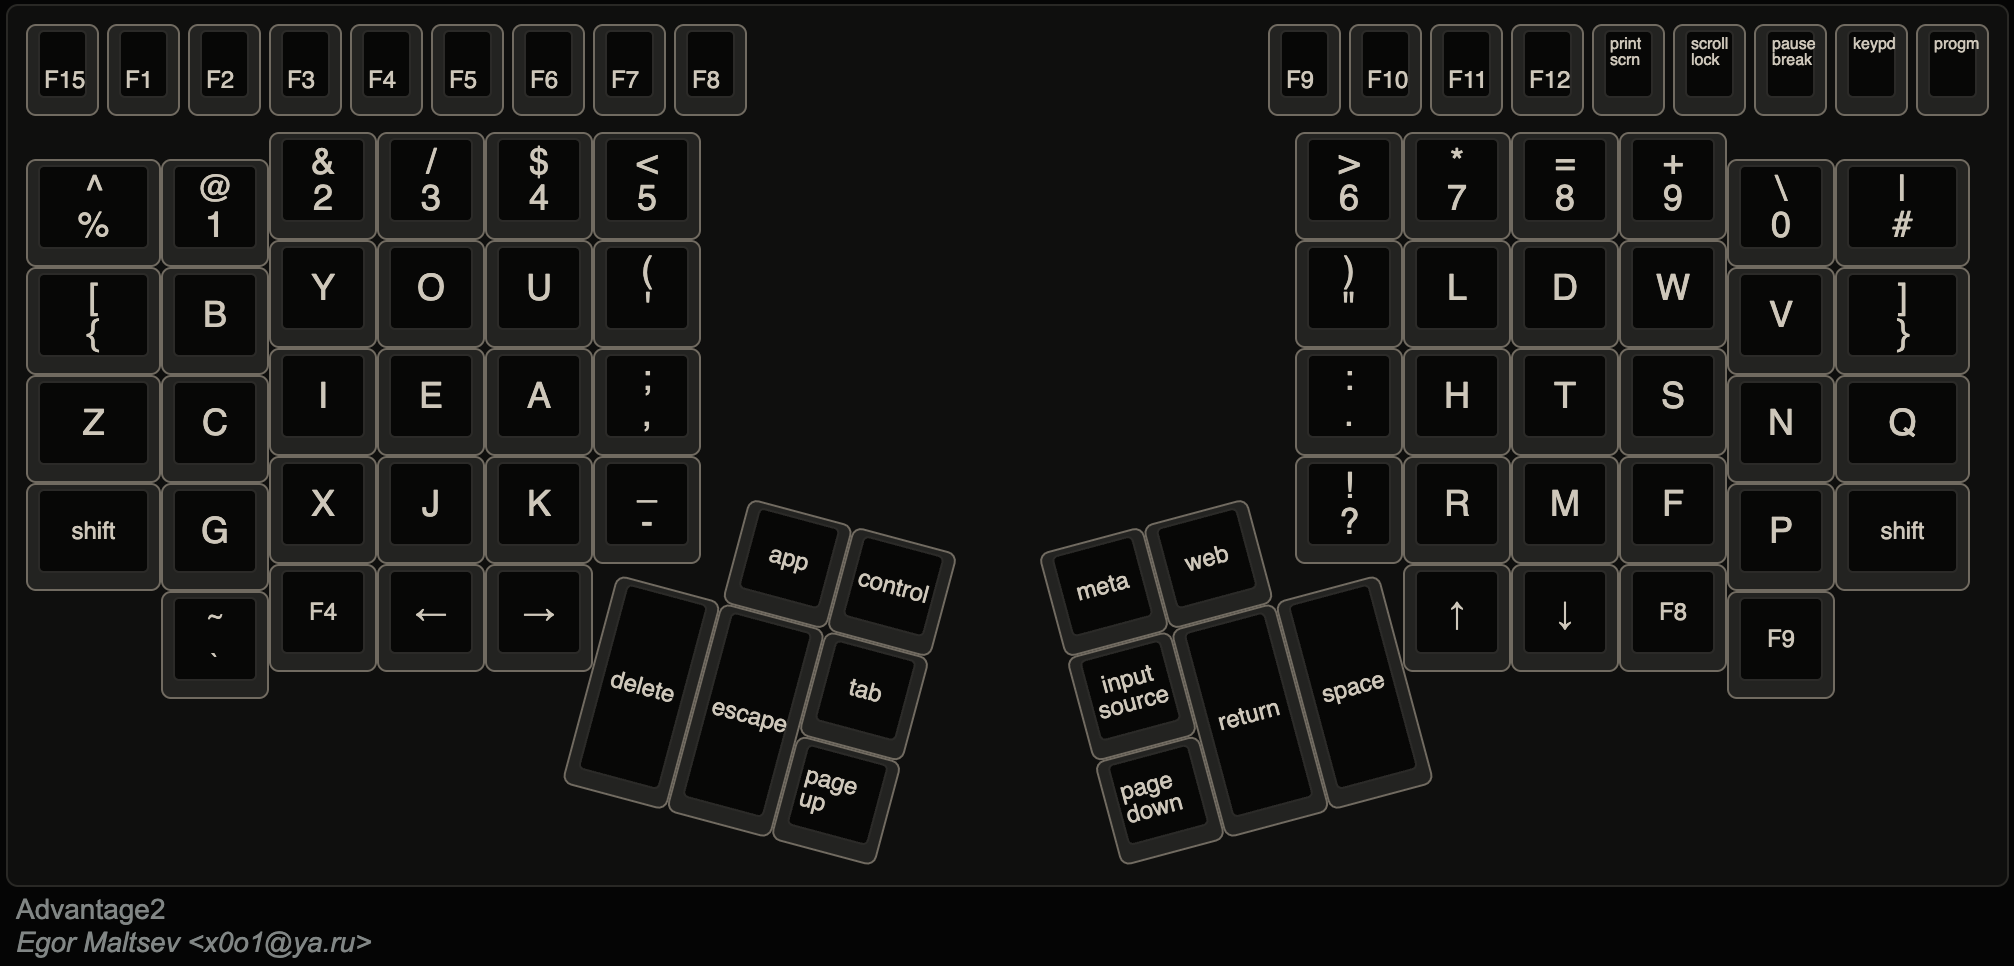 F15 F1 F2 F3 F4 F5 F6 F7 F8 F9 F10 F11 F12 print scrn scroll lock pause break keypd progm
^ @ & / $ < > * = + \ |
% 1 2 3 4 5 6 7 8 9 0 #
[ ( ) ]
{ B Y O U ' " L D W V }
Z C I E A ; , : . H T S N Q
shift G X J K _ - ! ? R M F P shift
~ ` F4 ← → ↑ ↓ F8 F9
app control
delete escape tab
page up
meta web
input source return space
page down
Advantage2
Egor Maltsev <x0o1@ya.ru>